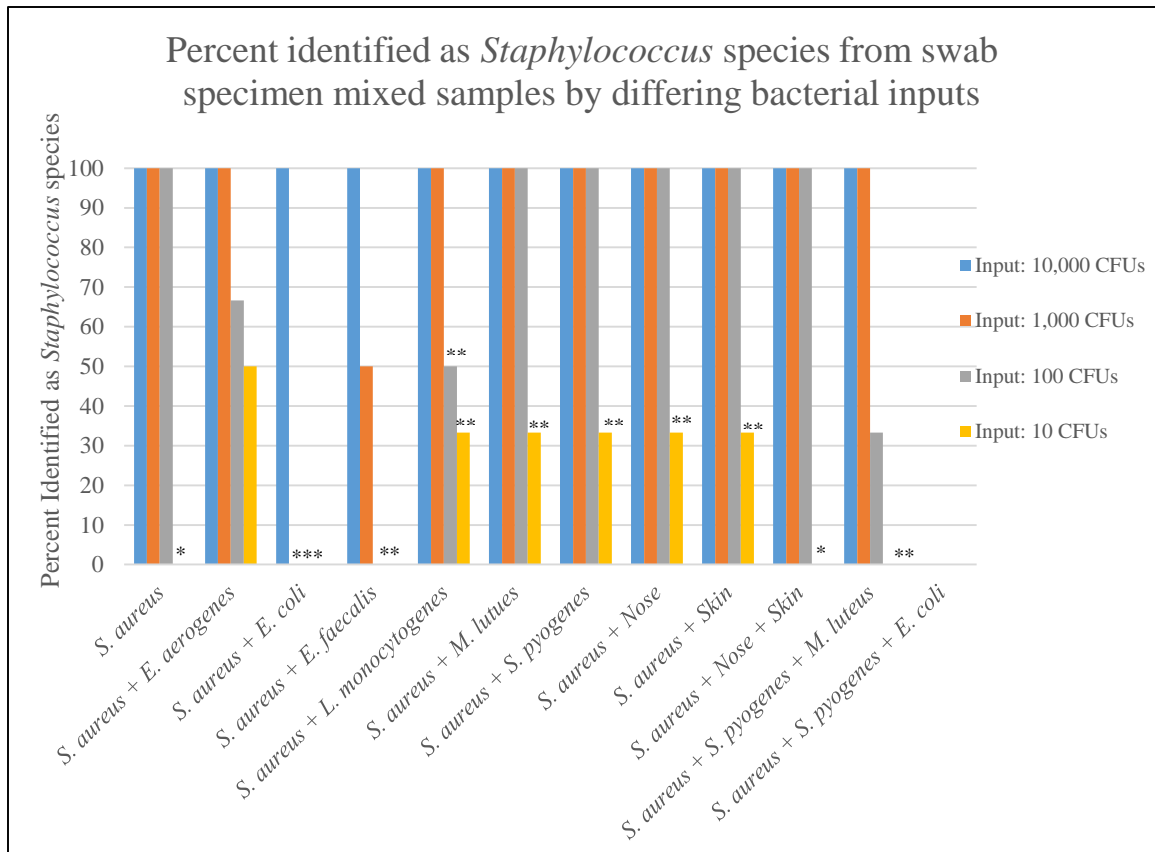 Percent identified as Staphylococcus species from swab
specimen mixed samples by differing bacterial inputs
Percent Identified as Staphylococcus species
100
90
80
70
60
50
40
30
20
10
0
*
***
**
**
**
**
**
**
**
*
**
S. aureus
S. aureus + E. aerogenes
S. aureus + E. coli
S. aureus + E. faecalis
S. aureus + L. monocytogenes
S. aureus + M. lutues
S. aureus + S. pyogenes
S. aureus + Nose
S. aureus + Skin
S. aureus + Nose + Skin
S. aureus + S. pyogenes + M. luteus
S. aureus + S. pyogenes + E. coli
Input: 10,000 CFUs
Input: 1,000 CFUs
Input: 100 CFUs
Input: 10 CFUs